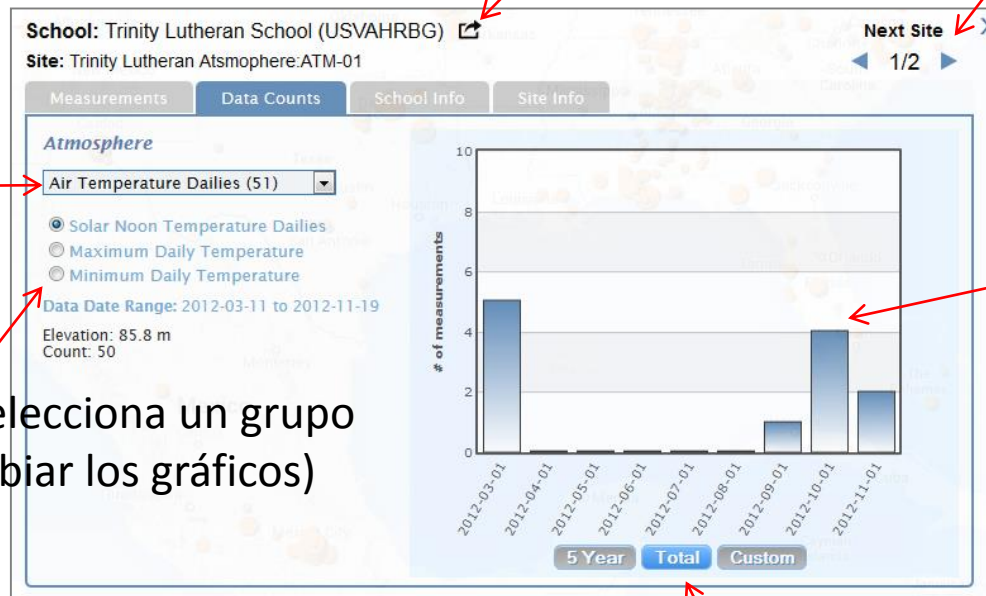 School: Trinity Lutheran School (USVAHRBG)
Next Site
Site: Trinity Lutheran Atsmophere:ATM-01
1/2
Measurements
Data Counts
School Info
Site Info
Atmosphere
Air Temperature Dailies (51)
Solar Noon Temperature Dailies
Maximum Daily Temperature
Minimum Daily Temperature
Data Date Range: 2012-03-11 to 2012-11-19
Elevation: 85.8 m
Count: 50
elecciona un grupo
biar los gráficos)
# of measurements
10
8
6
4
2
0
2012-03-01
2012-04-01
2012-05-01
2012-06-01
2012-07-01
2012-08-01
2012-09-01
2012-10-01
2012-11-01
5 Year
Total
Custom